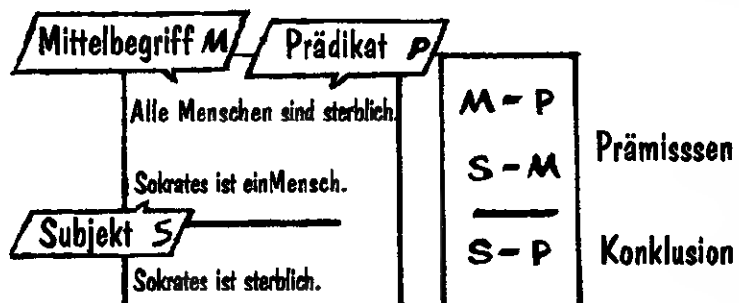 Mittelbegriff M
Prädikat P
Alle Menschen sind sterblich.
M - P
Prämisssen
Sokrates ist einMensch.
S - M
Subjekt S
S - P
Konklusion
Sokrates ist sterblich.